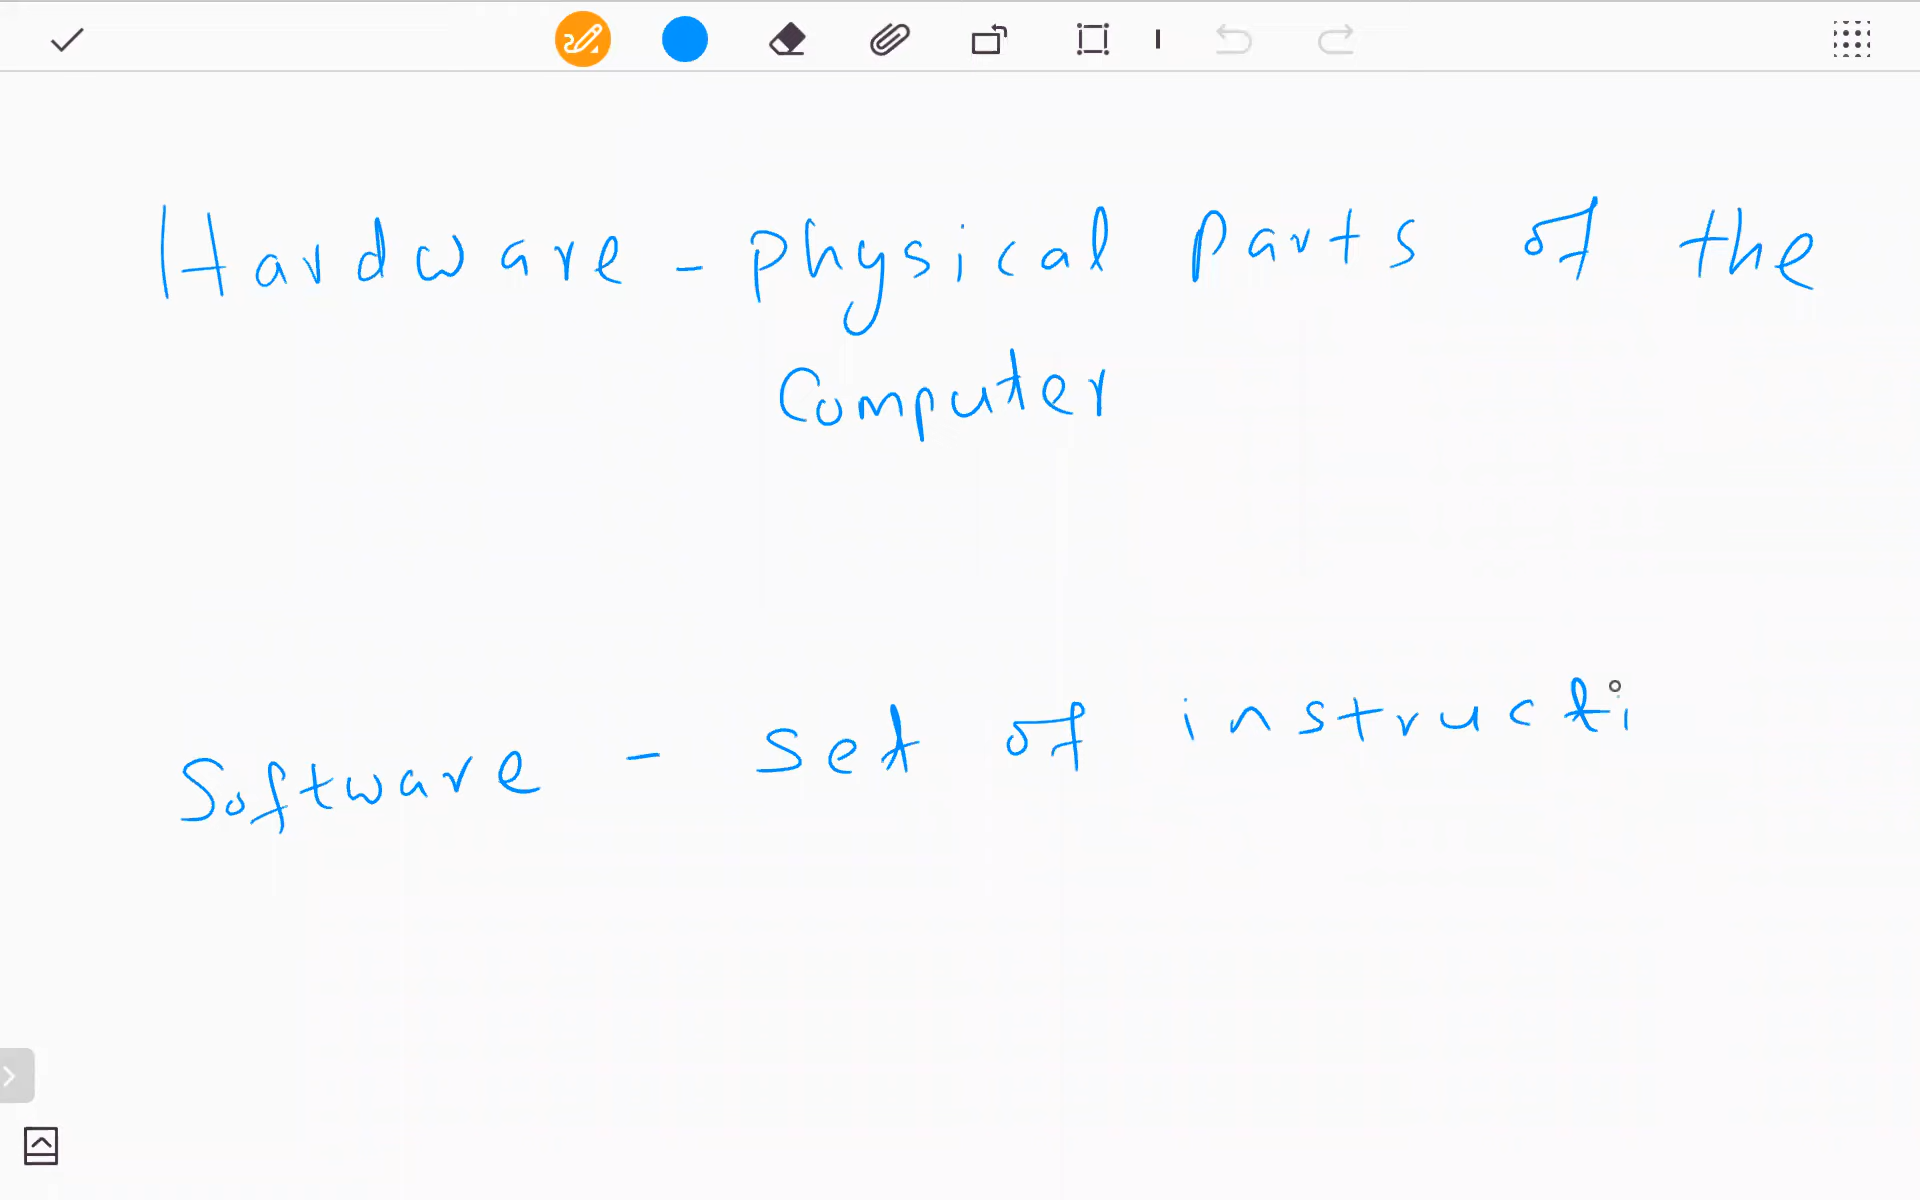 Hardware - physical parts of the
Computer
Software - set of instructi